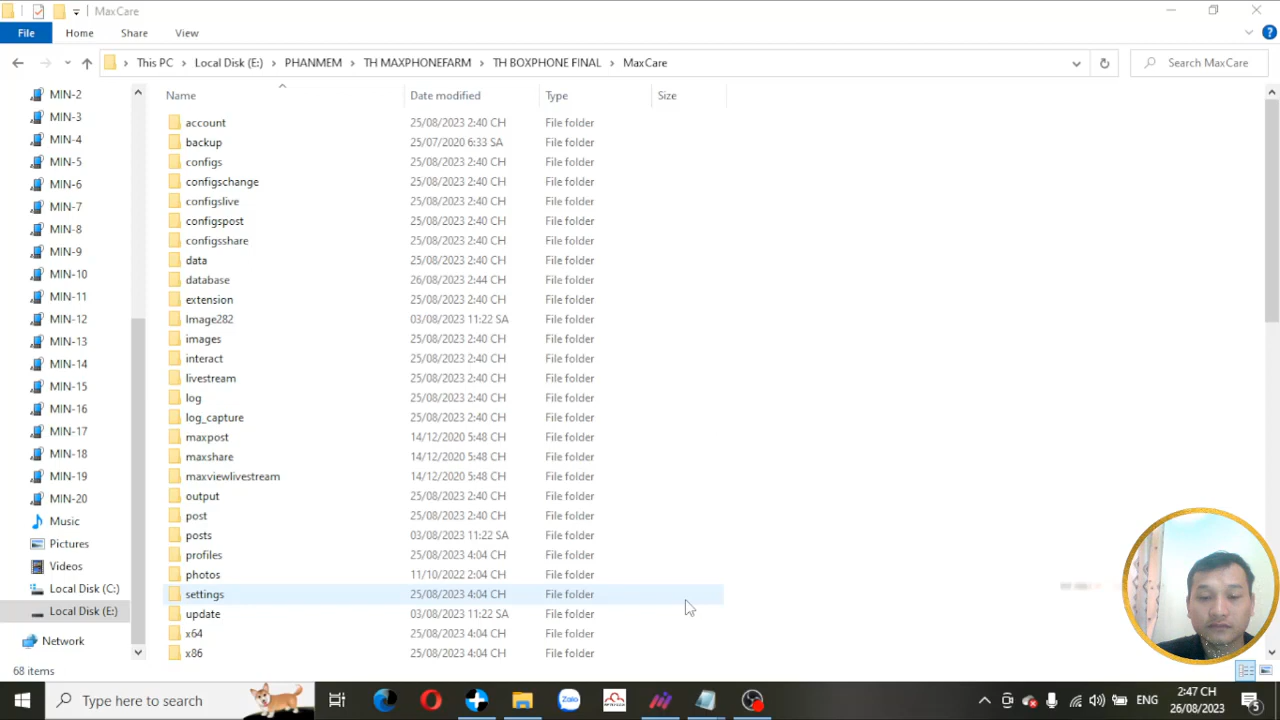 MaxCare
File Home Share View
This PC Local Disk (E:) PHANMEM TH MAXPHONEFARM TH BOXPHONE FINAL MaxCare Search MaxCare
Name Date modified Type Size
MIN-2
MIN-3
MIN-4
MIN-5
MIN-6
MIN-7
MIN-8
MIN-9
MIN-10
MIN-11
MIN-12
MIN-13
MIN-14
MIN-15
MIN-16
MIN-17
MIN-18
MIN-19
MIN-20
Music
Pictures
Videos
Local Disk (C:)
Local Disk (E:)
Network
account 25/08/2023 2:40 CH File folder
backup 25/07/2020 6:33 SA File folder
configs 25/08/2023 2:40 CH File folder
configschange 25/08/2023 2:40 CH File folder
configslive 25/08/2023 2:40 CH File folder
configspost 25/08/2023 2:40 CH File folder
configsshare 25/08/2023 2:40 CH File folder
data 25/08/2023 2:40 CH File folder
database 26/08/2023 2:44 CH File folder
extension 25/08/2023 2:40 CH File folder
Image282 03/08/2023 11:22 SA File folder
images 25/08/2023 2:40 CH File folder
interact 25/08/2023 2:40 CH File folder
livestream 25/08/2023 2:40 CH File folder
log 25/08/2023 2:40 CH File folder
log_capture 25/08/2023 2:40 CH File folder
maxpost 14/12/2020 5:48 CH File folder
maxshare 14/12/2020 5:48 CH File folder
maxviewlivestream 14/12/2020 5:48 CH File folder
output 25/08/2023 2:40 CH File folder
post 25/08/2023 2:40 CH File folder
posts 03/08/2023 11:22 SA File folder
profiles 25/08/2023 4:04 CH File folder
photos 11/10/2022 2:04 CH File folder
settings 25/08/2023 4:04 CH File folder
update 03/08/2023 11:22 SA File folder
x64 25/08/2023 4:04 CH File folder
x86 25/08/2023 4:04 CH File folder
68 items
Type here to search
Zalo
ENG
2:47 CH
26/08/2023
5